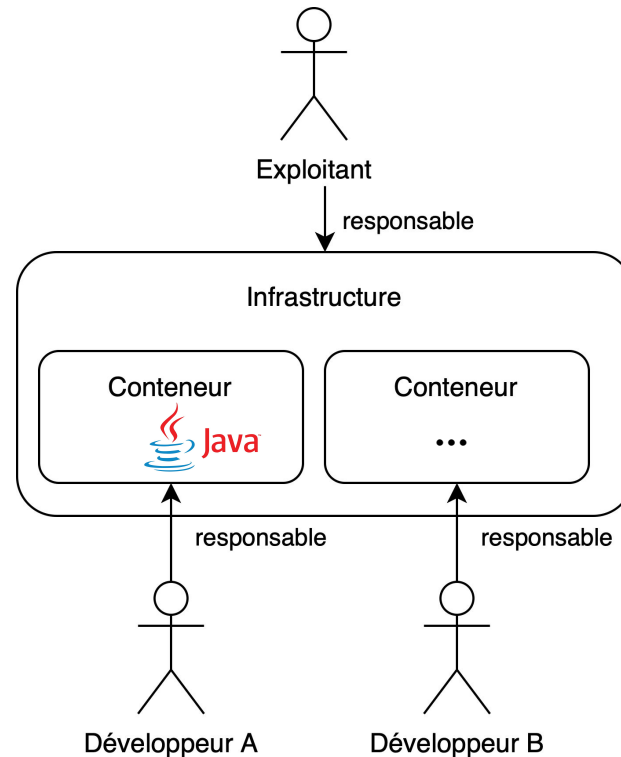 Exploitant
responsable
Infrastructure
Conteneur
Java
Conteneur
...
responsable
responsable
Développeur A
Développeur B